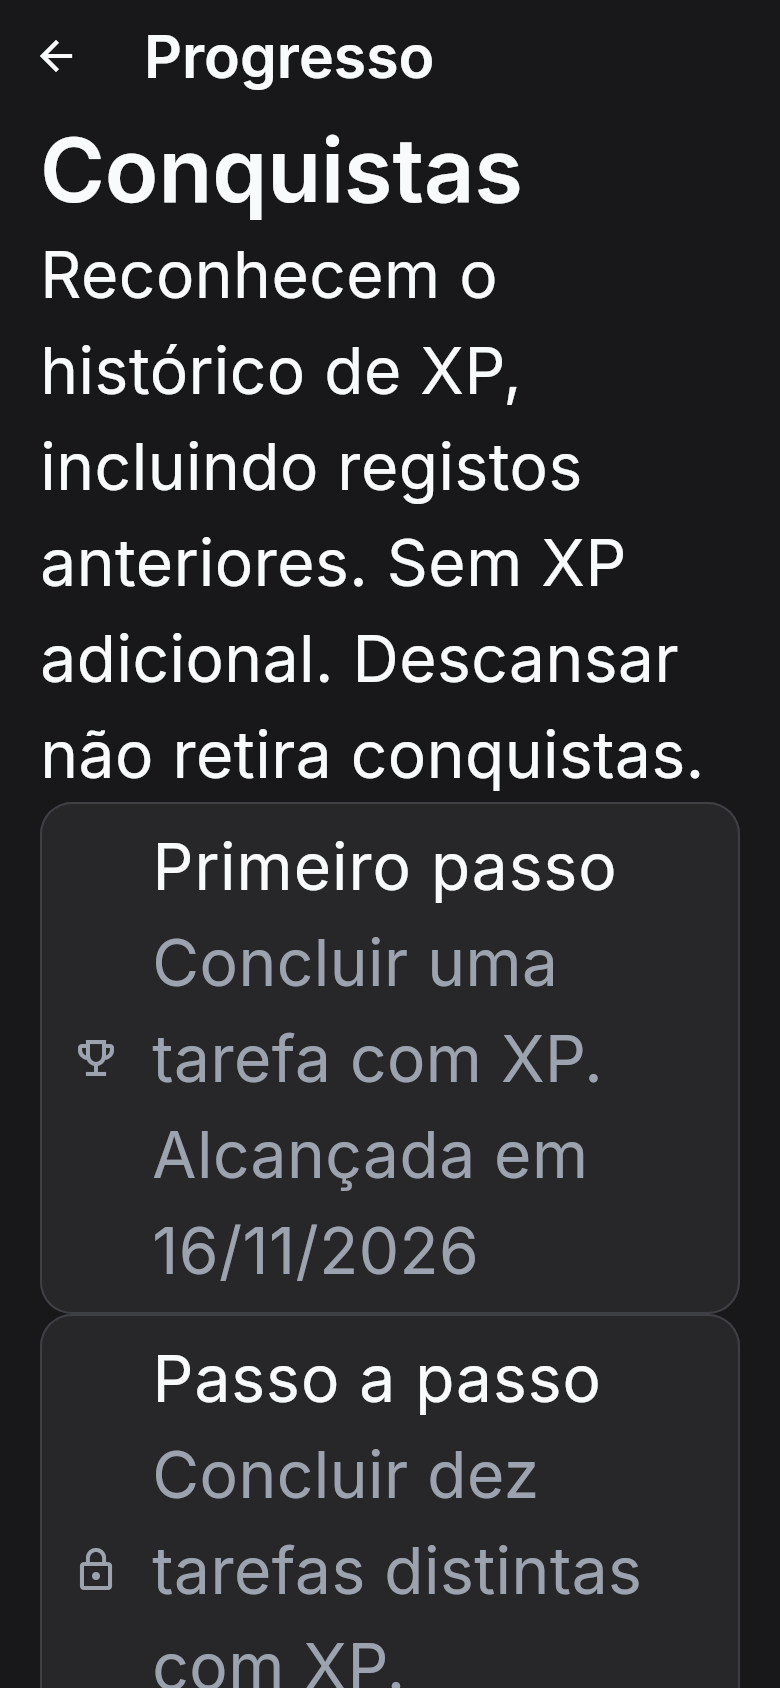 Progresso
Conquistas
Reconhecem o
histórico de XP,
incluindo registos
anteriores. Sem XP
adicional. Descansar
não retira conquistas.
Primeiro passo
Concluir uma
tarefa com XP.
Alcançada em
16/11/2026
Passo a passo
Concluir dez
tarefas distintas
com XP.